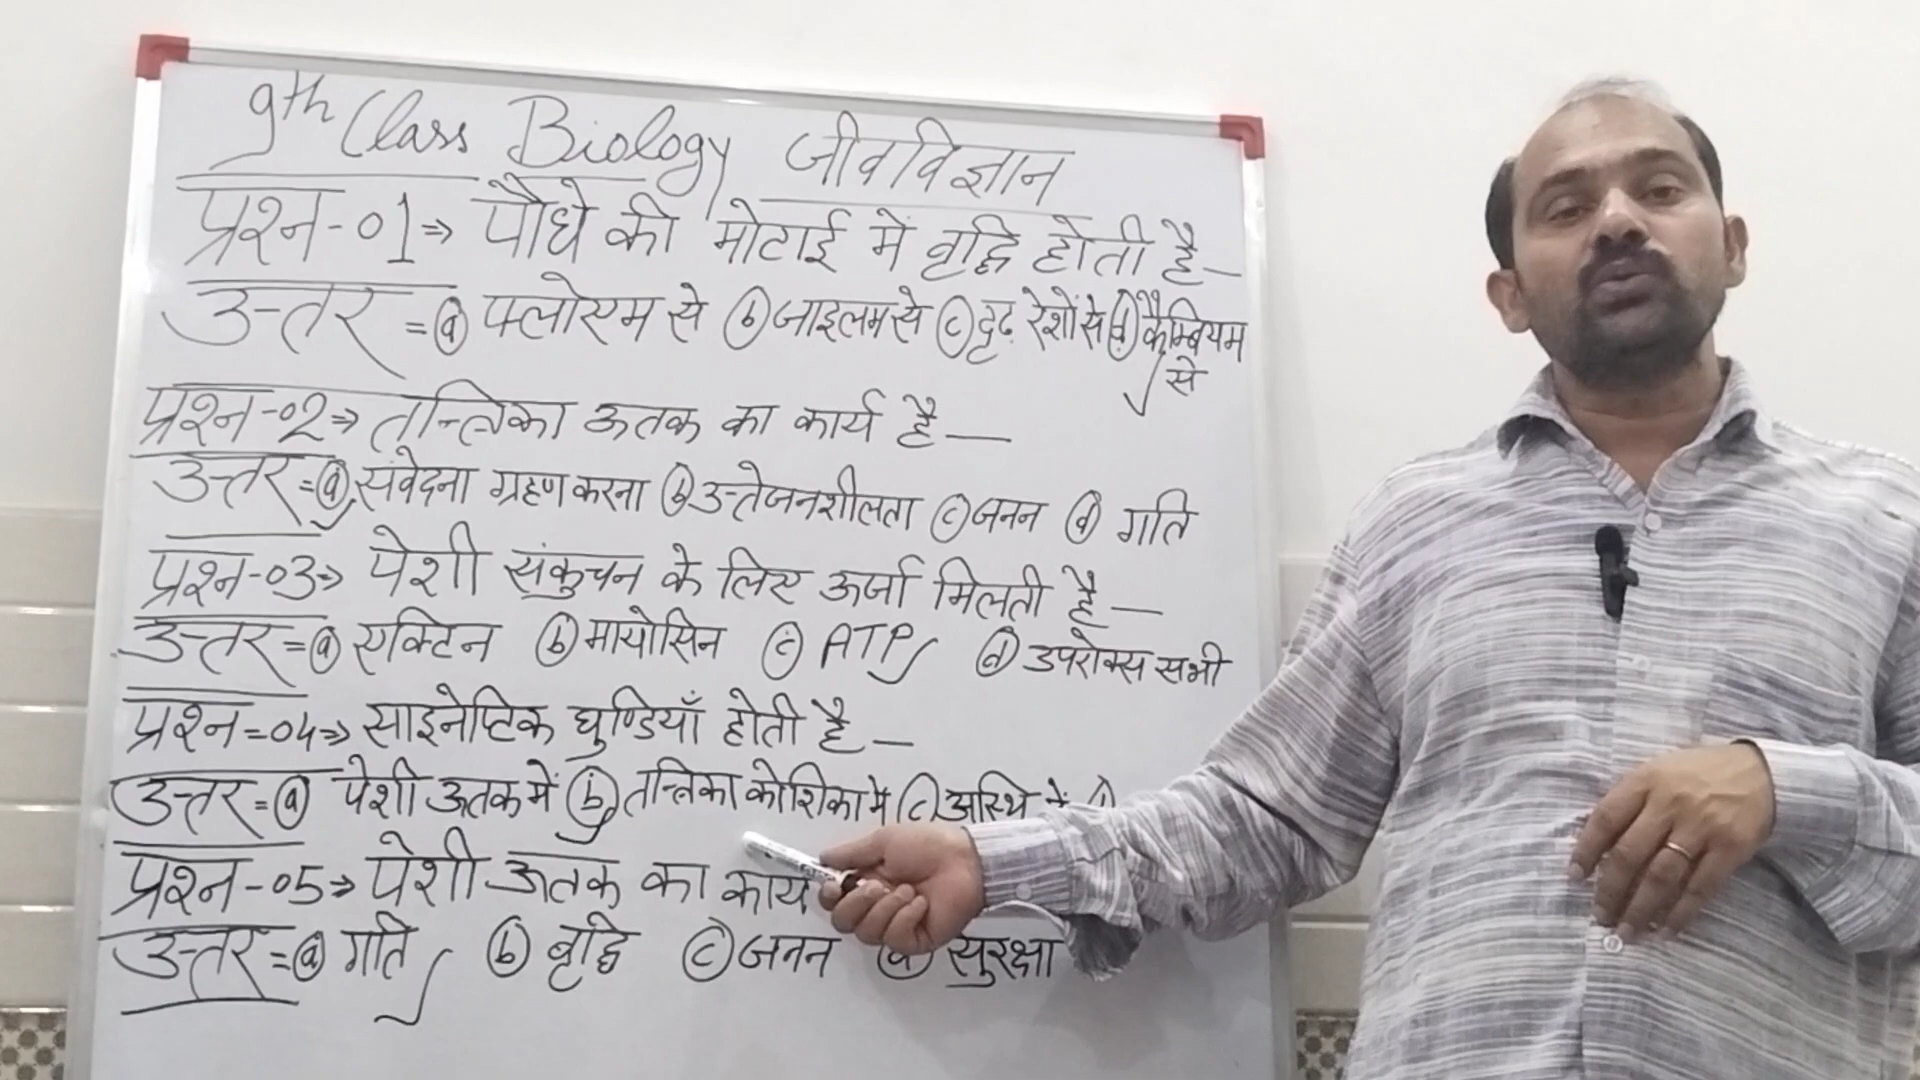 9th Class Biology जीवविज्ञान
प्रश्न-01⇒ पौधे की मोटाई में वृद्धि होती है—
उत्तर=ⓐ फ्लोएम से ⓑ जाइलम से ⓒ दृढ़ रेशों से ⓓ कैम्बियम
से
प्रश्न-02⇒ तन्त्रिका ऊतक का कार्य है—
उत्तर=ⓐ संवेदना ग्रहण करना ⓑ उत्तेजनशीलता ⓒ जनन ⓓ गति
प्रश्न-03⇒ पेशी संकुचन के लिए ऊर्जा मिलती है—
उत्तर=ⓐ एक्टिन ⓑ मायोसिन ⓒ ATP ⓓ उपरोक्स सभी
प्रश्न=04⇒ साइनेप्टिक घुण्डियाँ होती है—
उत्तर=ⓐ पेशी ऊतक में ⓑ तन्त्रिका कोशिका मे ⓒ अस्थि में
प्रश्न-05⇒ पेशी ऊतक का कार्य
उत्तर=ⓐ गति ⓑ वृद्धि ⓒ जनन ⓓ सुरक्षा